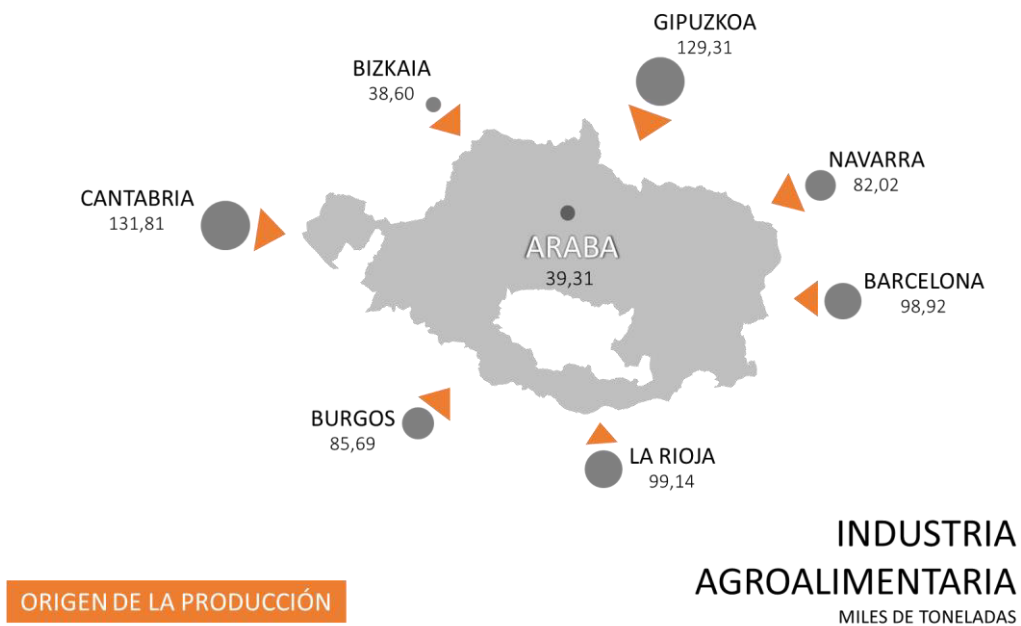 GIPUZKOA
129,31
BIZKAIA
38,60
NAVARRA
82,02
CANTABRIA
131,81
ARABA
39,31
BARCELONA
98,92
BURGOS
85,69
LA RIOJA
99,14
INDUSTRIA
AGROALIMENTARIA
MILES DE TONELADAS
ORIGEN DE LA PRODUCCIÓN